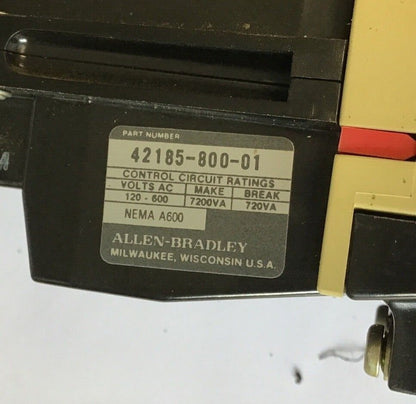 PART NUMBER
42185-800-01
CONTROL CIRCUIT RATINGS
VOLTS AC MAKE BREAK
120-600 7200VA 720VA
NEMA A600
ALLEN-BRADLEY
MILWAUKEE, WISCONSIN U.S.A.